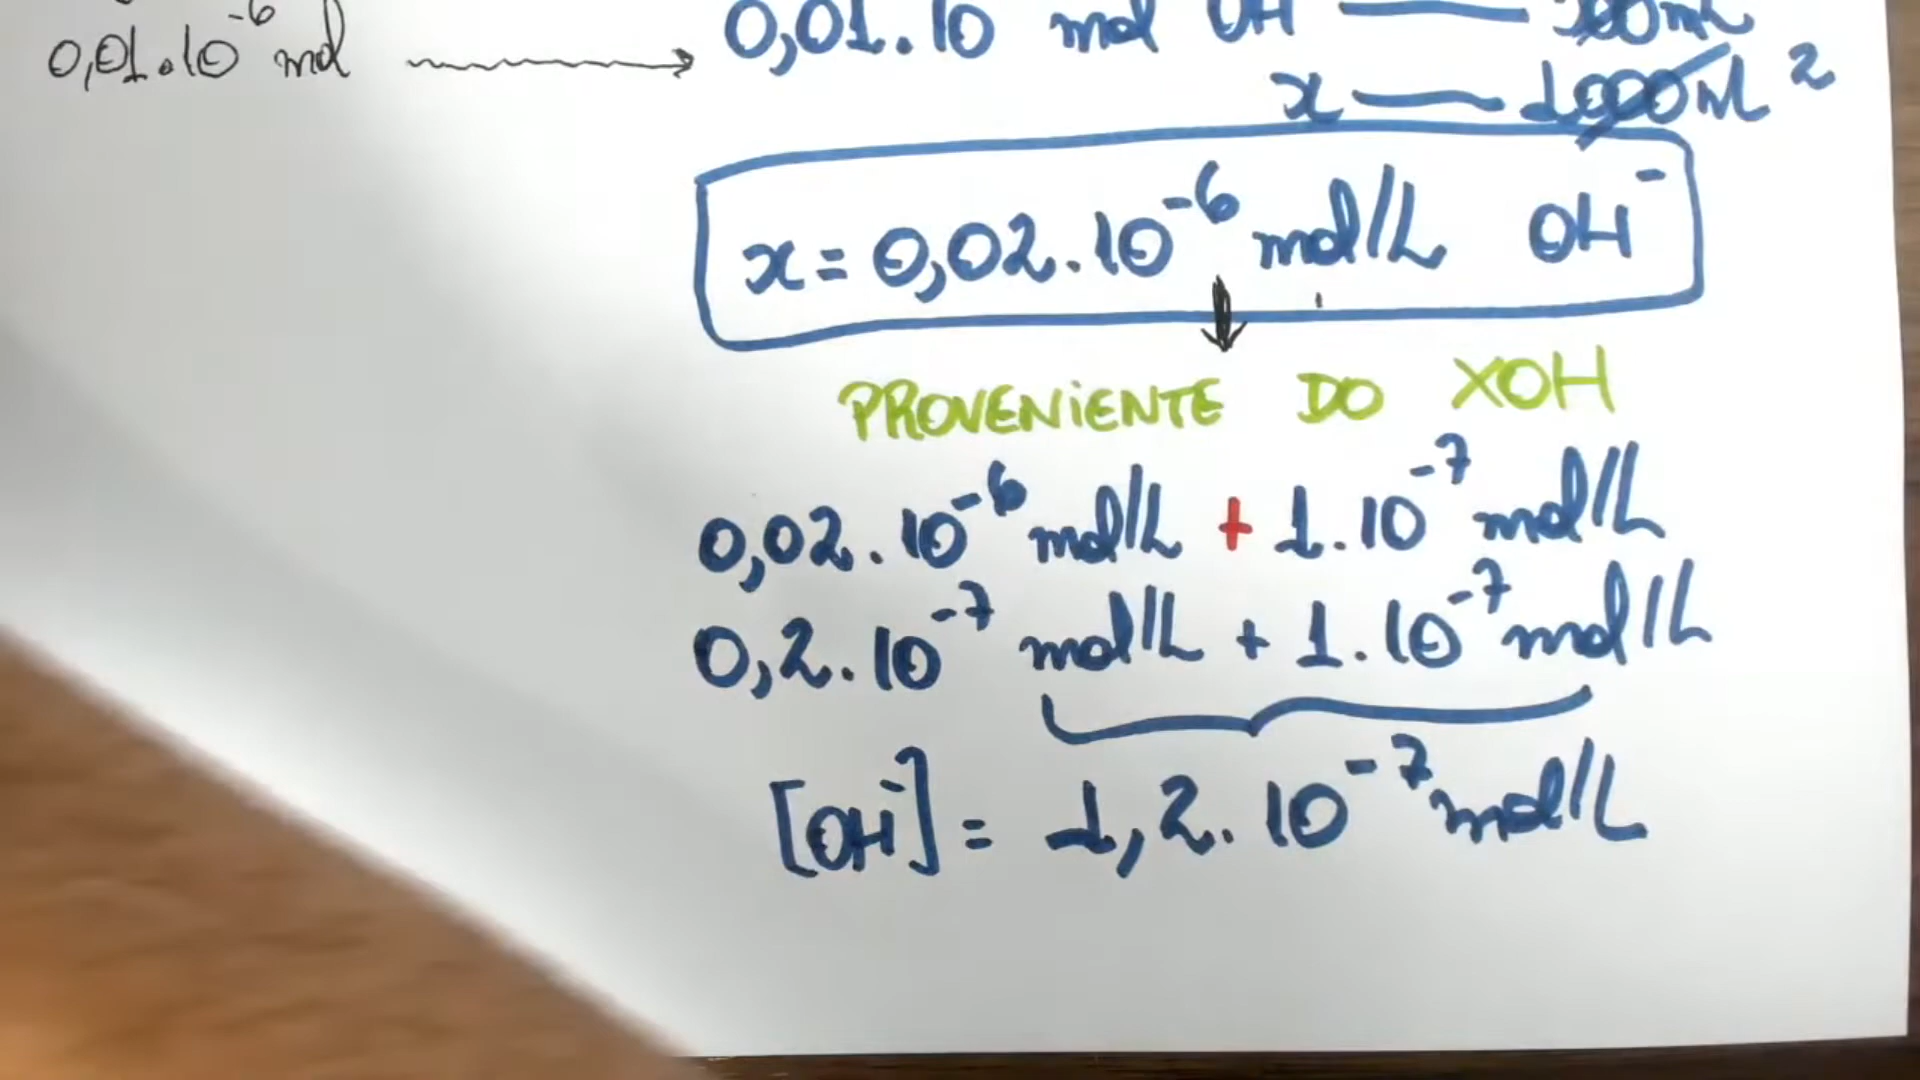 0,01.10⁻⁶ mol
0,01.10 mol OH
x — 1000mL 2
x = 0,02.10⁻⁶ mol/L OH⁻
PROVENIENTE DO XOH
0,02.10⁻⁶ mol/L + 1.10⁻⁷ mol/L
0,2.10⁻⁷ mol/L + 1.10⁻⁷ mol/L
[OH⁻] = 1,2.10⁻⁷ mol/L